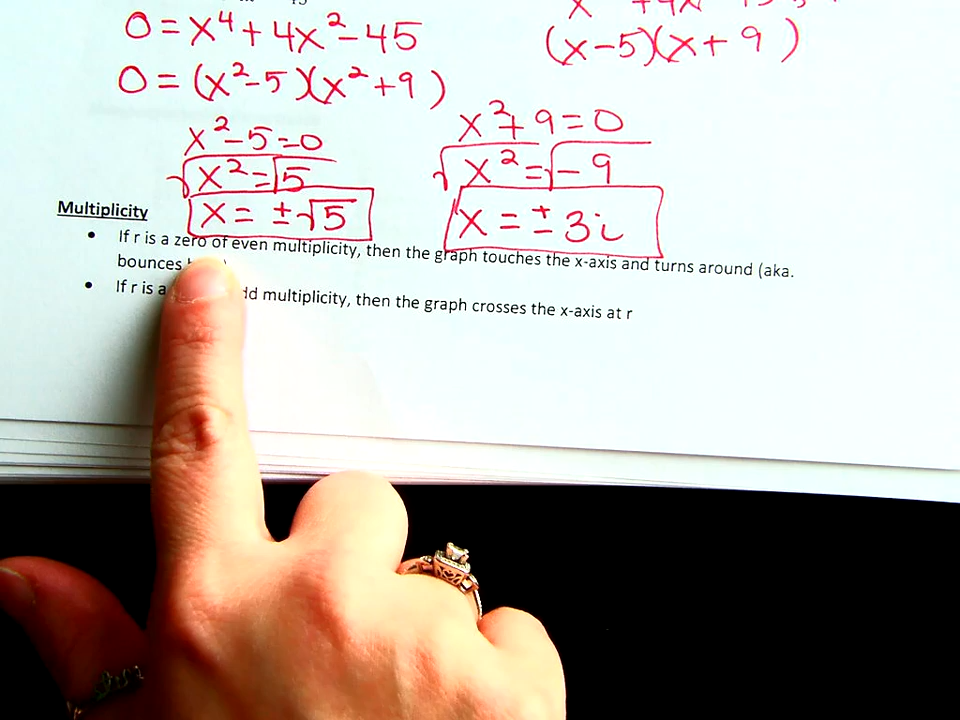 0 = x⁴ + 4x² - 45
(x-5)(x+9)
0 = (x²-5)(x²+9)
x²-5=0
x²+9=0
√x² = √5
√x² = √-9
x = ±√5
x = ±3i
Multiplicity
• If r is a zero of even multiplicity, then the graph touches the x-axis and turns around (aka.
bounces
• If r is a multiplicity, then the graph crosses the x-axis at r